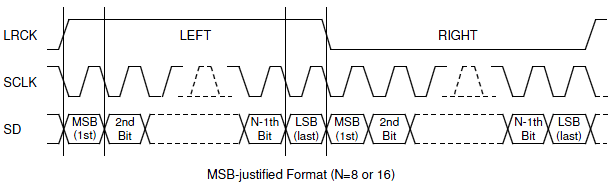 LRCK
LEFT
RIGHT
SCLK
SD
MSB
(1st)
2nd
Bit
N-1th
Bit
LSB
(last)
MSB
(1st)
2nd
Bit
N-1th
Bit
LSB
(last)
MSB-justified Format (N=8 or 16)